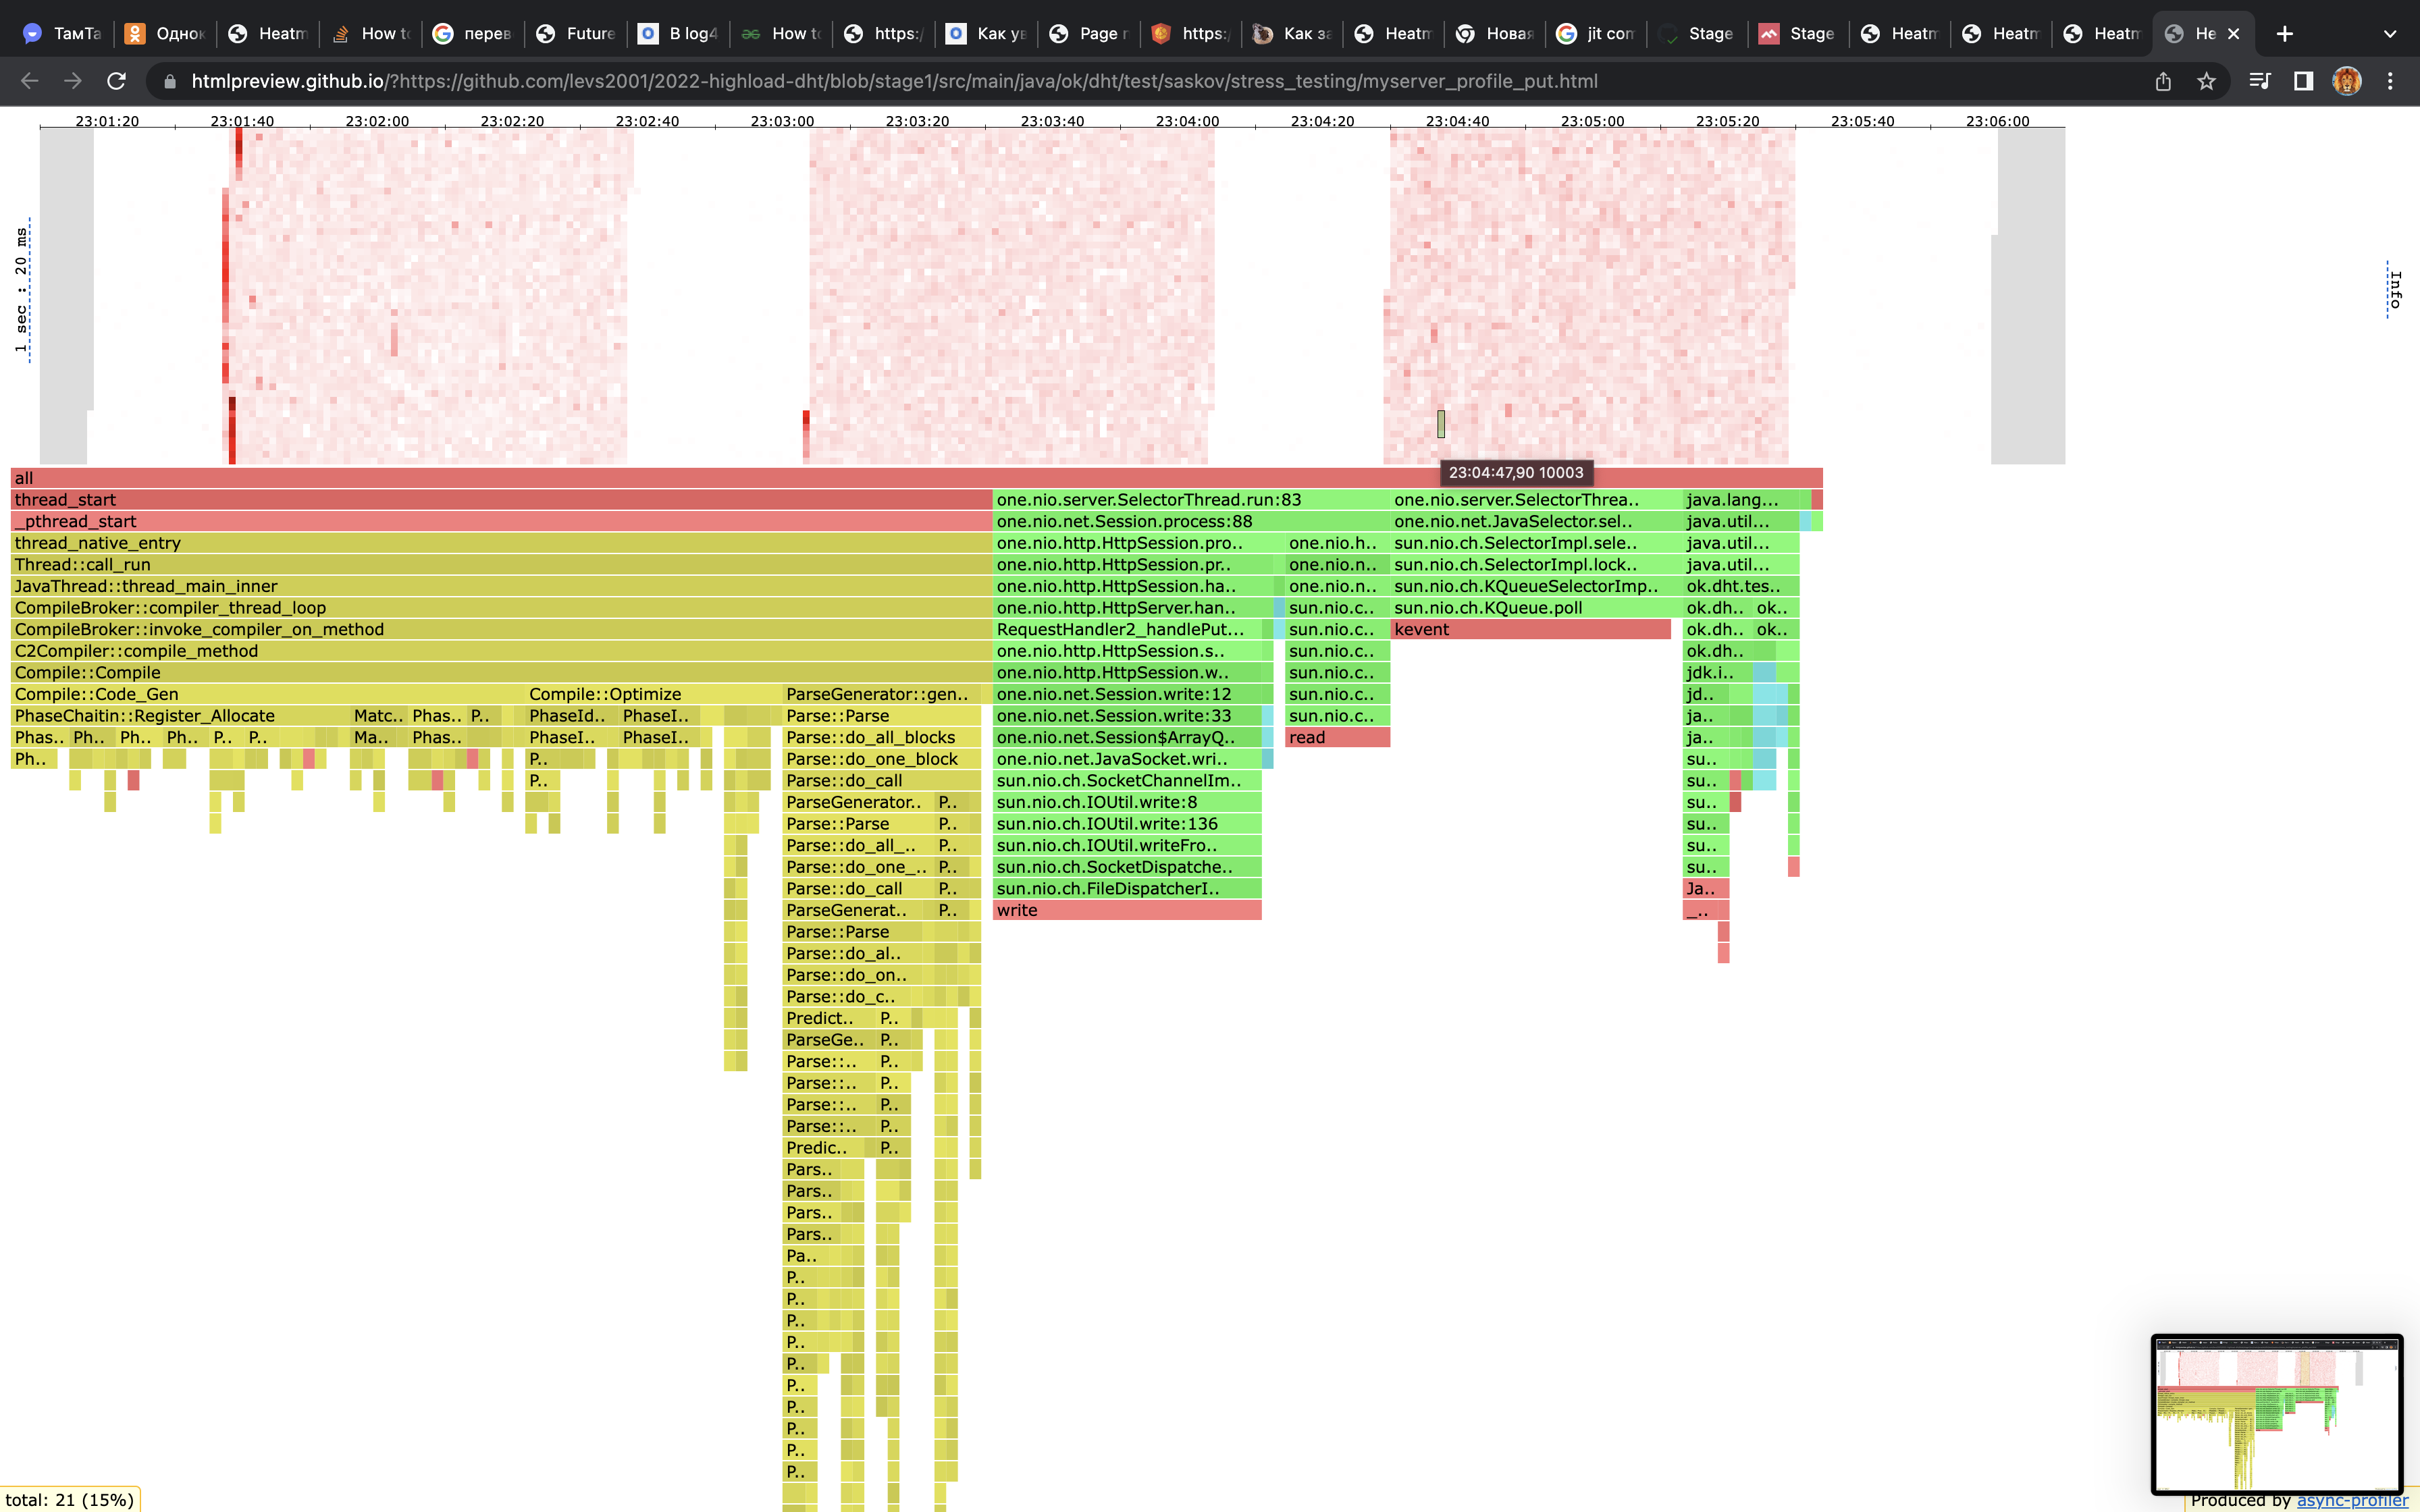 ТамТа Однок Heatm How to перев Future В log4 How to https:/ Как ув Page r https:/ Как за Heatm Новая jit com Stage Stage Heatm Heatm Heatm He
htmlpreview.github.io/?https://github.com/levs2001/2022-highload-dht/blob/stage1/src/main/java/ok/dht/test/saskov/stress_testing/myserver_profile_put.html
23:01:20 23:01:40 23:02:00 23:02:20 23:02:40 23:03:00 23:03:20 23:03:40 23:04:00 23:04:20 23:04:40 23:05:00 23:05:20 23:05:40 23:06:00
1 sec : 20 ms
Info
23:04:47,90 10003
all
thread_start one.nio.server.SelectorThread.run:83 one.nio.server.SelectorThrea.. java.lang...
_pthread_start one.nio.net.Session.process:88 one.nio.net.JavaSelector.sel.. java.util...
thread_native_entry one.nio.http.HttpSession.pro.. one.nio.h.. sun.nio.ch.SelectorImpl.sele.. java.util...
Thread::call_run one.nio.http.HttpSession.pr.. one.nio.n.. sun.nio.ch.SelectorImpl.lock.. java.util...
JavaThread::thread_main_inner one.nio.http.HttpSession.ha.. one.nio.n.. sun.nio.ch.KQueueSelectorImp.. ok.dht.tes..
CompileBroker::compiler_thread_loop one.nio.http.HttpServer.han.. sun.nio.c.. sun.nio.ch.KQueue.poll ok.dh.. ok..
CompileBroker::invoke_compiler_on_method RequestHandler2_handlePut... sun.nio.c.. kevent ok.dh.. ok..
C2Compiler::compile_method one.nio.http.HttpSession.s.. sun.nio.c.. ok.dh..
Compile::Compile one.nio.http.HttpSession.w.. sun.nio.c.. jdk.i..
Compile::Code_Gen Compile::Optimize ParseGenerator::gen.. one.nio.net.Session.write:12 sun.nio.c.. jd..
PhaseChaitin::Register_Allocate Matc.. Phas.. P.. PhaseId.. PhaseI.. Parse::Parse one.nio.net.Session.write:33 sun.nio.c.. ja..
Phas.. Ph.. Ph.. Ph.. P.. P.. Ma.. Phas.. PhaseI.. PhaseI.. Parse::do_all_blocks one.nio.net.Session$ArrayQ.. read ja..
Ph.. P.. Parse::do_one_block one.nio.net.JavaSocket.wri.. su..
P.. Parse::do_call sun.nio.ch.SocketChannelIm.. su..
ParseGenerator.. P.. sun.nio.ch.IOUtil.write:8 su..
Parse::Parse P.. sun.nio.ch.IOUtil.write:136 su..
Parse::do_all_.. P.. sun.nio.ch.IOUtil.writeFro.. su..
Parse::do_one_.. P.. sun.nio.ch.SocketDispatche.. su..
Parse::do_call P.. sun.nio.ch.FileDispatcherI.. Ja..
ParseGenerat.. P.. write _..
Parse::Parse
Parse::do_al..
Parse::do_on..
Parse::do_c..
Predict.. P..
ParseGe.. P..
Parse::.. P..
Parse::.. P..
Parse::.. P..
Parse::.. P..
Predic.. P..
Pars..
Pars..
Pars..
Pars..
Pa..
P..
P..
P..
P..
P..
P..
P..
P..
P..
P..
total: 21 (15%)
Produced by async-profiler